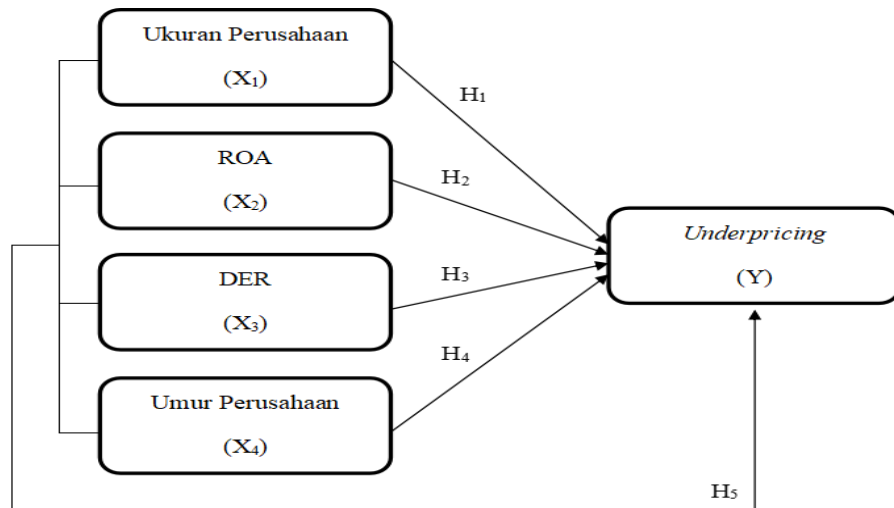 Ukuran Perusahaan
(X₁)
H₁
ROA
(X₂)
H₂
Underpricing
(Y)
DER
(X₃)
H₃
H₄
Umur Perusahaan
(X₄)
H₅